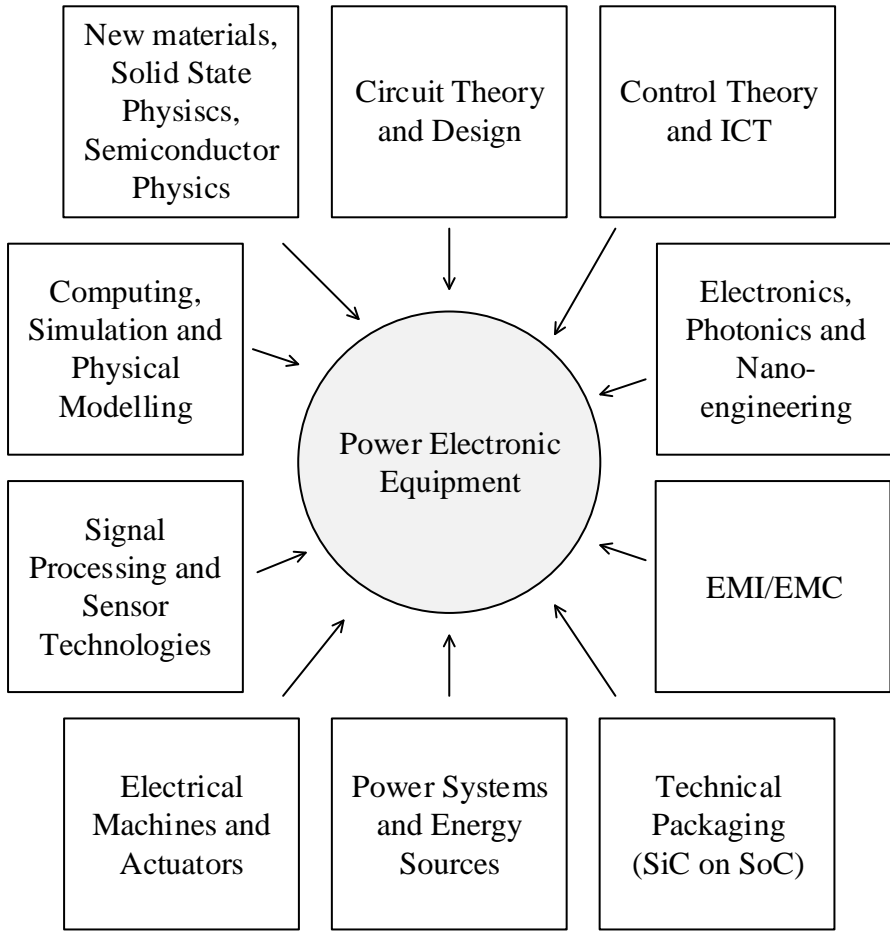 New materials,
Solid State
Physiscs,
Semiconductor
Physics
Circuit Theory
and Design
Control Theory
and ICT
Computing,
Simulation and
Physical
Modelling
Electronics,
Photonics and
Nano-
engineering
Power Electronic
Equipment
Signal
Processing and
Sensor
Technologies
EMI/EMC
Electrical
Machines and
Actuators
Power Systems
and Energy
Sources
Technical
Packaging
(SiC on SoC)